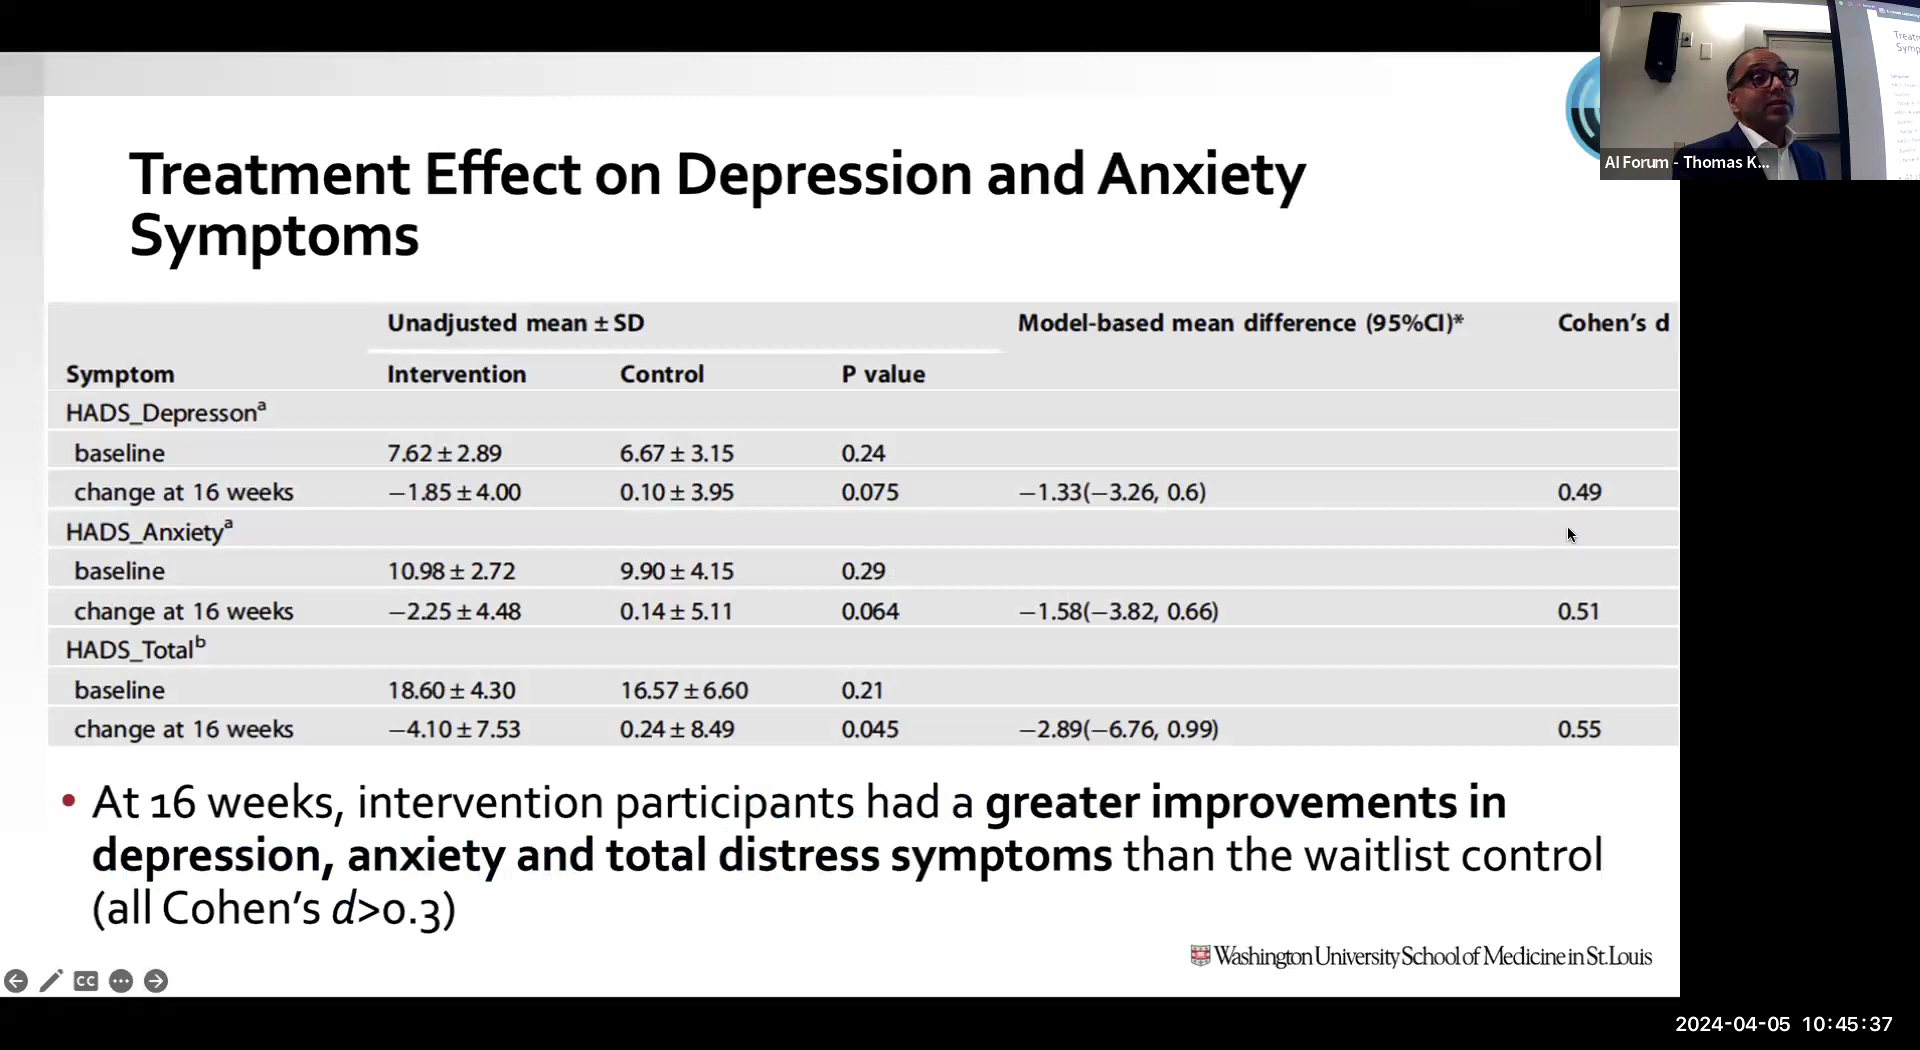 Treatment Effect on Depression and Anxiety
Symptoms
Unadjusted mean ± SD Model-based mean difference (95%CI)* Cohen's d
Symptom Intervention Control P value
HADS_Depressonᵃ
baseline 7.62 ± 2.89 6.67 ± 3.15 0.24
change at 16 weeks −1.85 ± 4.00 0.10 ± 3.95 0.075 −1.33(−3.26, 0.6) 0.49
HADS_Anxietyᵃ
baseline 10.98 ± 2.72 9.90 ± 4.15 0.29
change at 16 weeks −2.25 ± 4.48 0.14 ± 5.11 0.064 −1.58(−3.82, 0.66) 0.51
HADS_Totalᵇ
baseline 18.60 ± 4.30 16.57 ± 6.60 0.21
change at 16 weeks −4.10 ± 7.53 0.24 ± 8.49 0.045 −2.89(−6.76, 0.99) 0.55
• At 16 weeks, intervention participants had a greater improvements in
depression, anxiety and total distress symptoms than the waitlist control
(all Cohen's d>0.3)
Washington University School of Medicine in St. Louis
CC
AI Forum - Thomas K...
2024-04-05 10:45:37